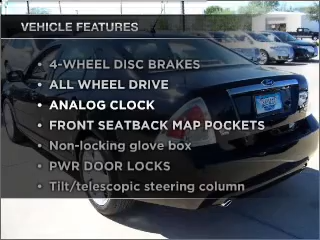 VEHICLE FEATURES
• 4-WHEEL DISC BRAKES
• ALL WHEEL DRIVE
• ANALOG CLOCK
• FRONT SEATBACK MAP POCKETS
• Non-locking glove box
• PWR DOOR LOCKS
• Tilt/telescopic steering column